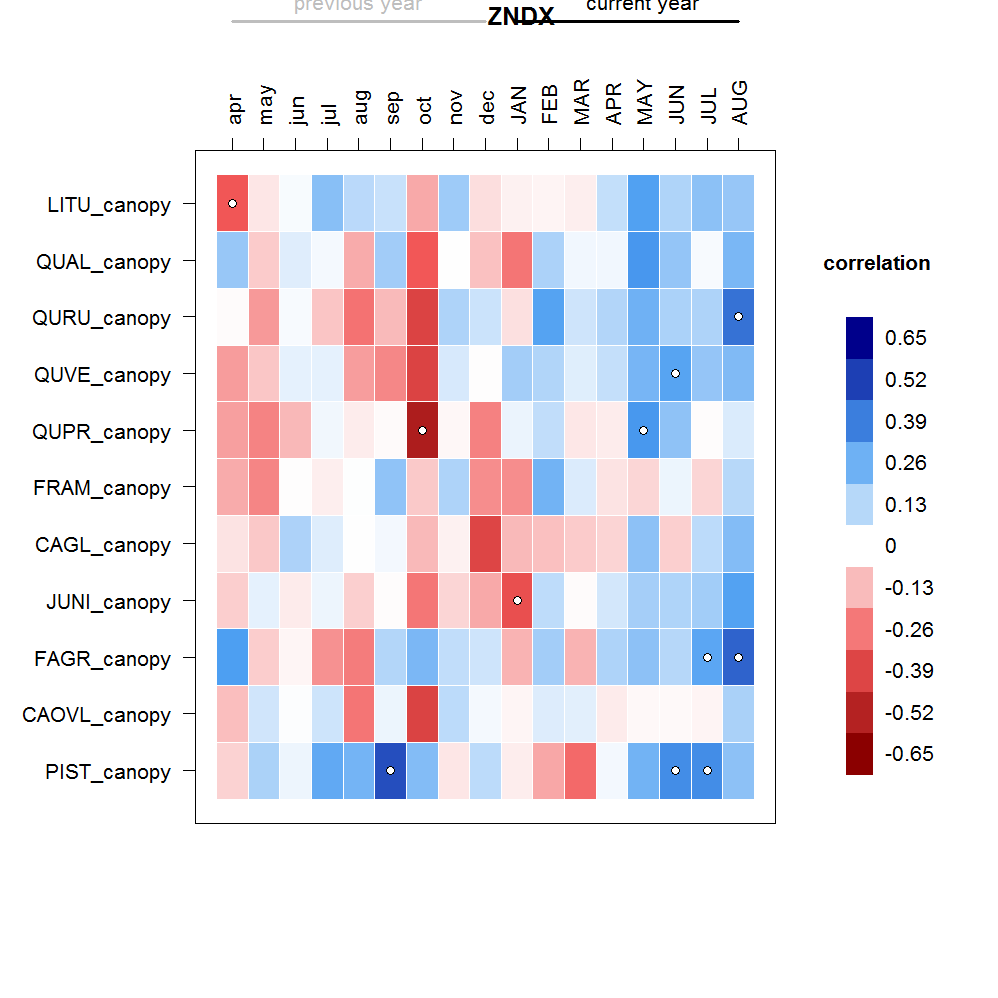 previous year
current year
ZNDX
apr may jun jul aug sep oct nov dec JAN FEB MAR APR MAY JUN JUL AUG
LITU_canopy
QUAL_canopy
QURU_canopy
QUVE_canopy
QUPR_canopy
FRAM_canopy
CAGL_canopy
JUNI_canopy
FAGR_canopy
CAOVL_canopy
PIST_canopy
correlation
0.65
0.52
0.39
0.26
0.13
0
-0.13
-0.26
-0.39
-0.52
-0.65